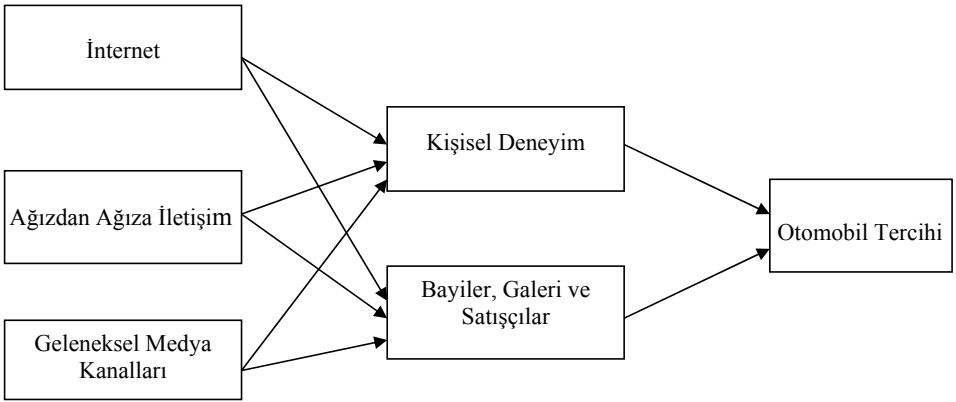 İnternet
Kişisel Deneyim
Ağızdan Ağıza İletişim
Otomobil Tercihi
Bayiler, Galeri ve
Satışçılar
Geleneksel Medya
Kanalları